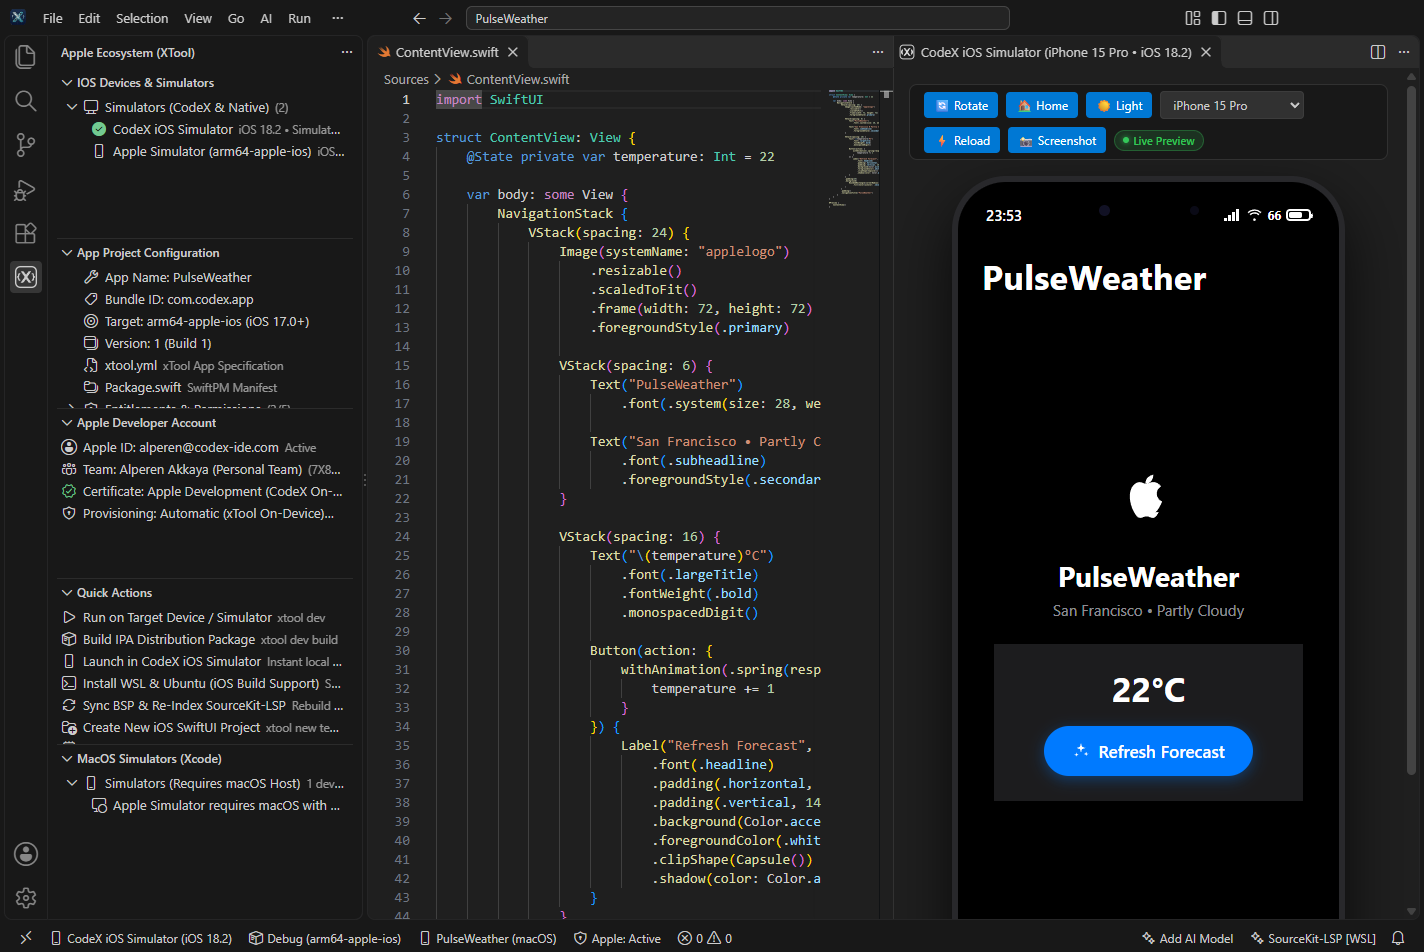 File Edit Selection View Go AI Run ···
PulseWeather
Apple Ecosystem (XTool)
IOS Devices & Simulators
Simulators (CodeX & Native) (2)
CodeX iOS Simulator iOS 18.2 • Simulat...
Apple Simulator (arm64-apple-ios) iOS...
App Project Configuration
App Name: PulseWeather
Bundle ID: com.codex.app
Target: arm64-apple-ios (iOS 17.0+)
Version: 1 (Build 1)
xtool.yml xTool App Specification
Package.swift SwiftPM Manifest
Apple Developer Account
Apple ID: alperen@codex-ide.com Active
Team: Alperen Akkaya (Personal Team) (7X8...
Certificate: Apple Development (CodeX On-...
Provisioning: Automatic (xTool On-Device)...
Quick Actions
Run on Target Device / Simulator xtool dev
Build IPA Distribution Package xtool dev build
Launch in CodeX iOS Simulator Instant local ...
Install WSL & Ubuntu (iOS Build Support) S...
Sync BSP & Re-Index SourceKit-LSP Rebuild ...
Create New iOS SwiftUI Project xtool new te...
MacOS Simulators (Xcode)
Simulators (Requires macOS Host) 1 dev...
Apple Simulator requires macOS with ...
ContentView.swift
Sources > ContentView.swift
1 import SwiftUI
2
3 struct ContentView: View {
4 @State private var temperature: Int = 22
5
6 var body: some View {
7 NavigationStack {
8 VStack(spacing: 24) {
9 Image(systemName: "applelogo")
10 .resizable()
11 .scaledToFit()
12 .frame(width: 72, height: 72)
13 .foregroundStyle(.primary)
14
15 VStack(spacing: 6) {
16 Text("PulseWeather")
17 .font(.system(size: 28, we
18
19 Text("San Francisco • Partly C
20 .font(.subheadline)
21 .foregroundStyle(.secondar
22 }
23
24 VStack(spacing: 16) {
25 Text("\(temperature)°C")
26 .font(.largeTitle)
27 .fontWeight(.bold)
28 .monospacedDigit()
29
30 Button(action: {
31 withAnimation(.spring(resp
32 temperature += 1
33 }
34 }) {
35 Label("Refresh Forecast",
36 .font(.headline)
37 .padding(.horizontal,
38 .padding(.vertical, 14
39 .background(Color.acce
40 .foregroundColor(.whit
41 .clipShape(Capsule())
42 .shadow(color: Color.a
43 }
44 }
CodeX iOS Simulator (iPhone 15 Pro • iOS 18.2)
Rotate Home Light iPhone 15 Pro
Reload Screenshot Live Preview
23:53 66
PulseWeather
PulseWeather
San Francisco • Partly Cloudy
22°C
Refresh Forecast
CodeX iOS Simulator (iOS 18.2) Debug (arm64-apple-ios) PulseWeather (macOS) Apple: Active 0 0 Add AI Model SourceKit-LSP [WSL]